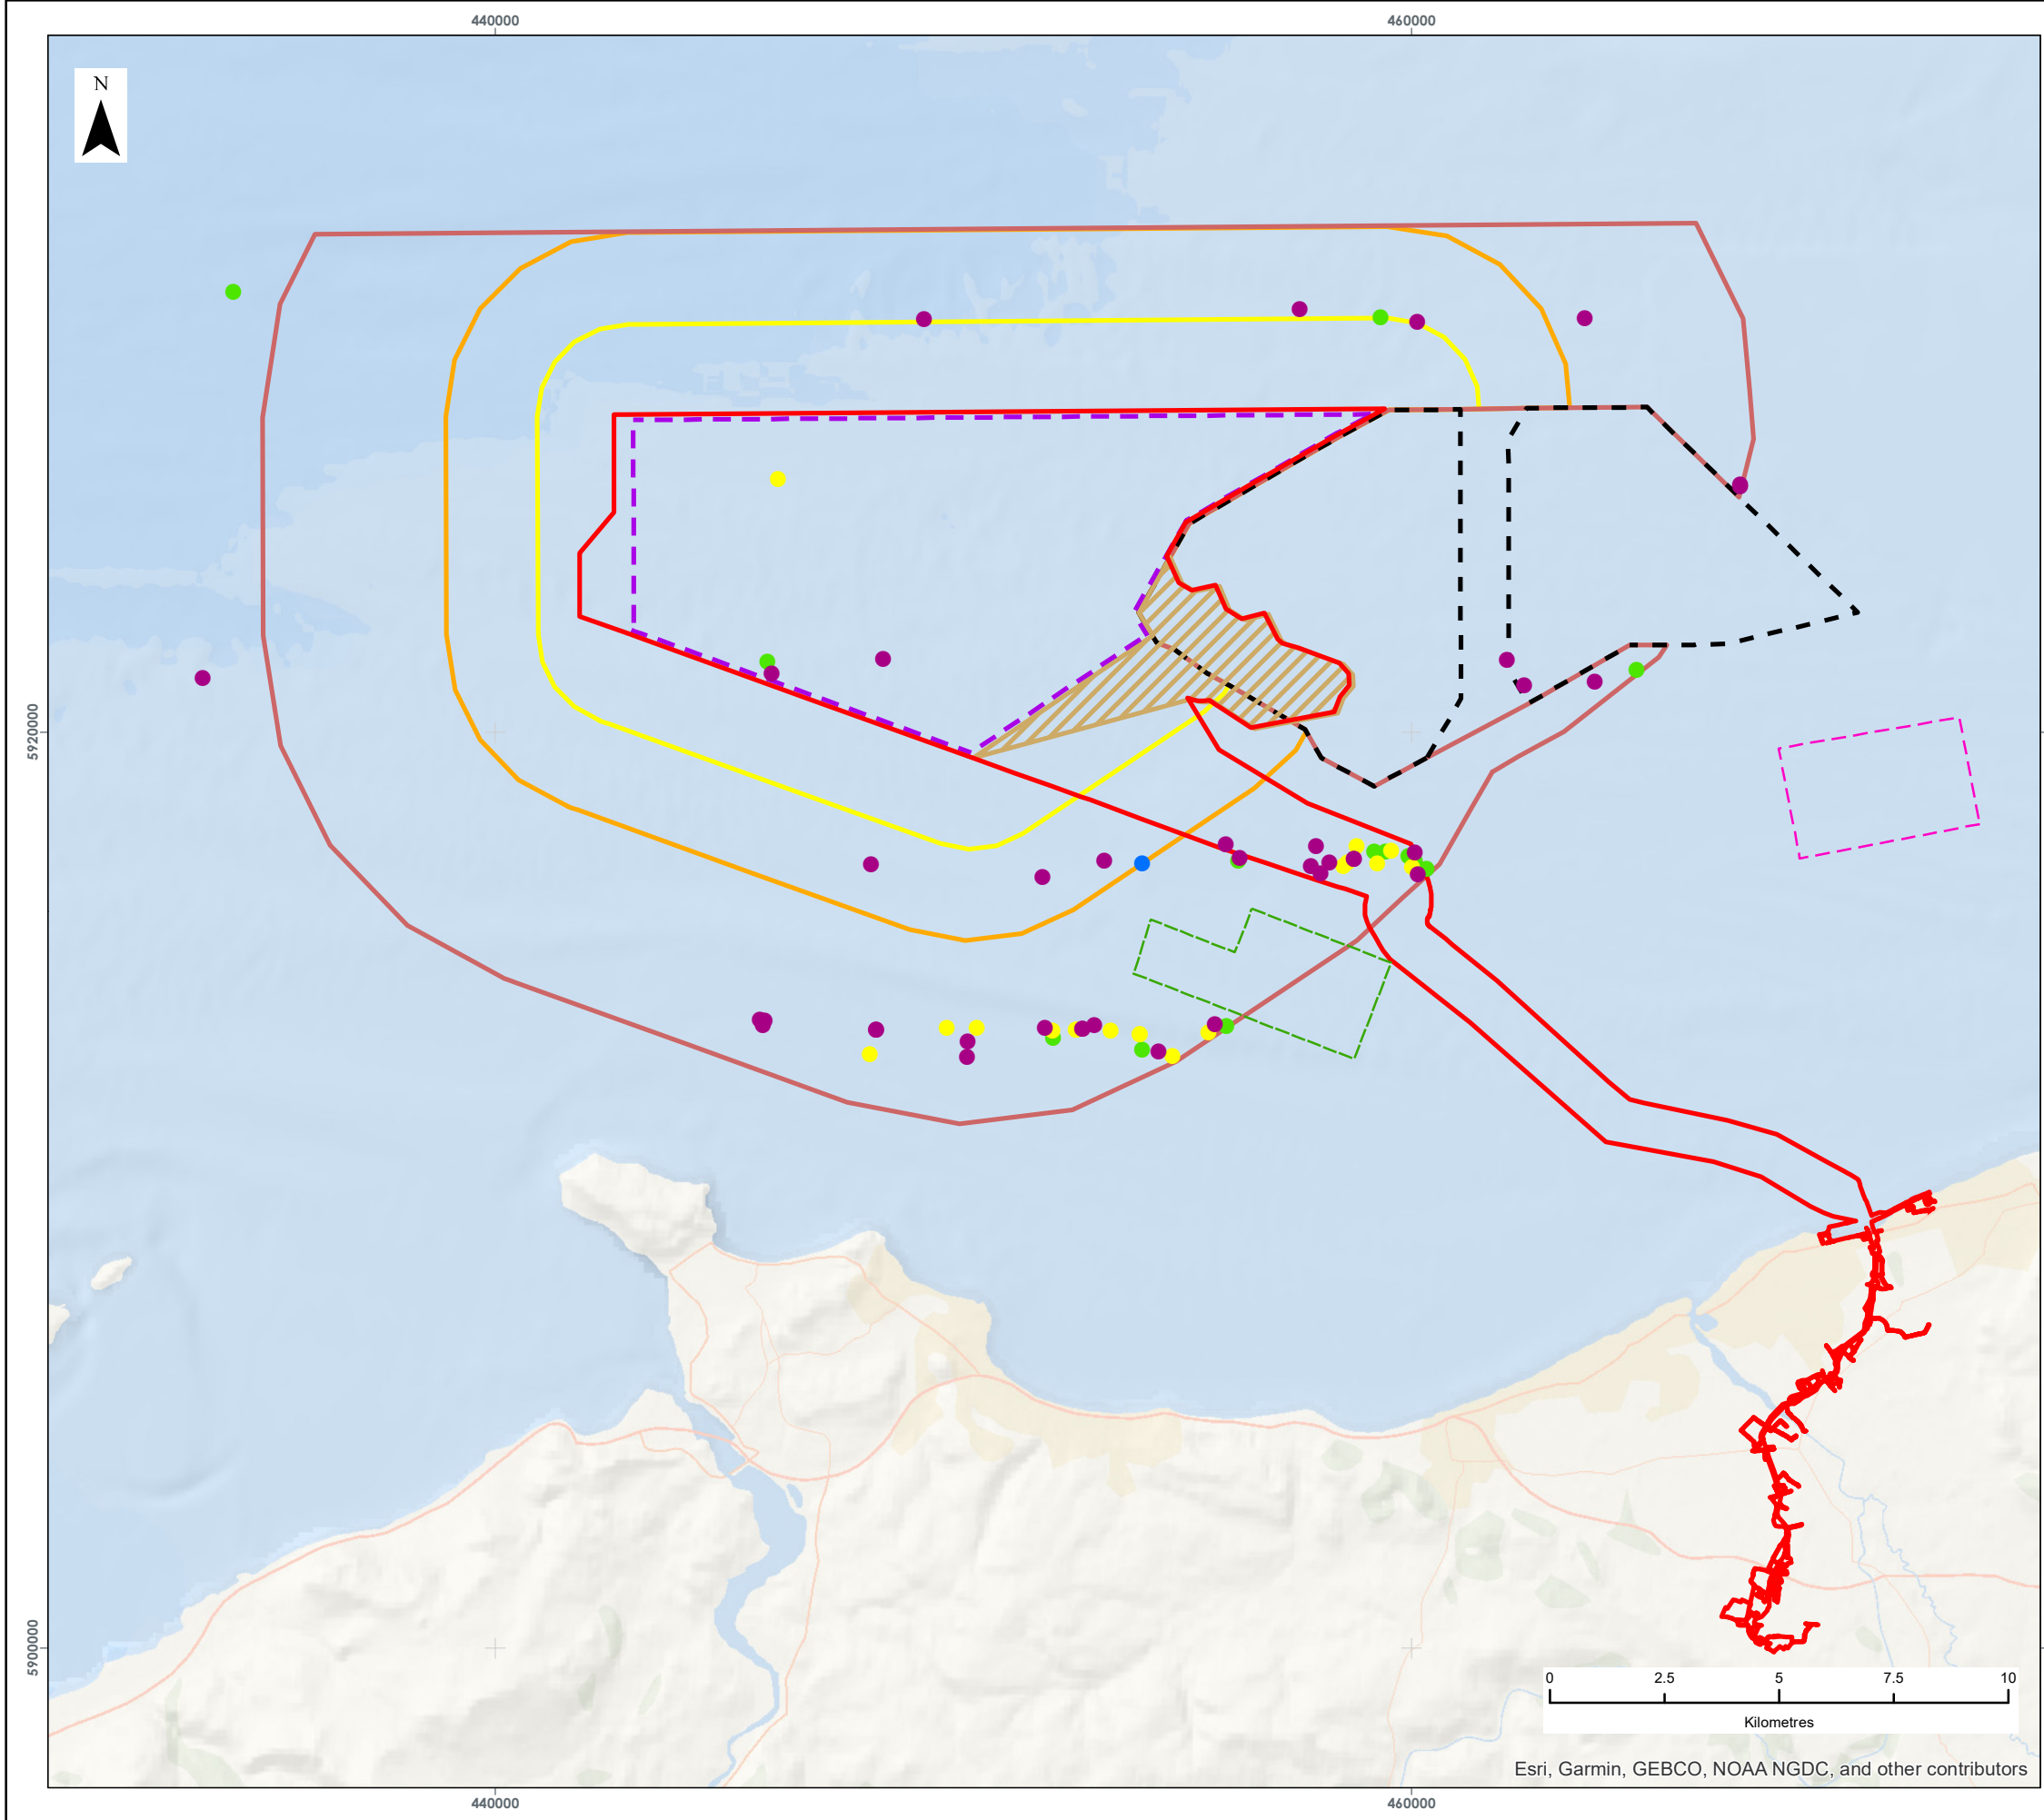 440000 460000
N
5920000
5900000
0 2.5 5 7.5 10
Kilometres
Esri, Garmin, GEBCO, NOAA NGDC, and other contributors
440000 460000